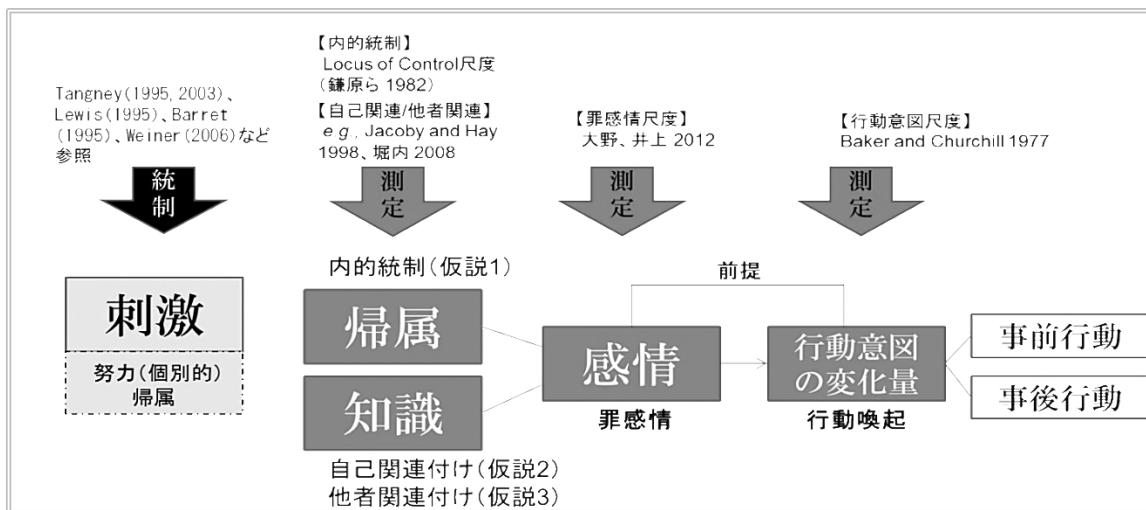 Tangney(1995, 2003)、
Lewis(1995)、Barret
(1995)、Weiner(2006)など
参照
統制
【内的統制】
Locus of Control尺度
(鎌原ら 1982)
【自己関連/他者関連】
e.g., Jacoby and Hay
1998、堀内 2008
測定
【罪感情尺度】
大野、井上 2012
測定
【行動意図尺度】
Baker and Churchill 1977
測定
刺激
努力(個別的)
帰属
内的統制(仮説1)
帰属
知識
自己関連付け(仮説2)
他者関連付け(仮説3)
前提
感情
罪感情
行動意図
の変化量
行動喚起
事前行動
事後行動